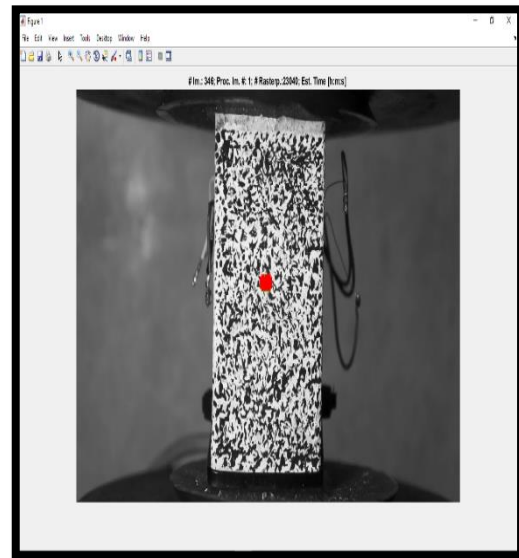 Figure 1
File Edit View Insert Tools Desktop Window Help
# Im.: 346; Proc. Im. #: 1; # Rasterp.:23040; Est. Time [h:m:s]